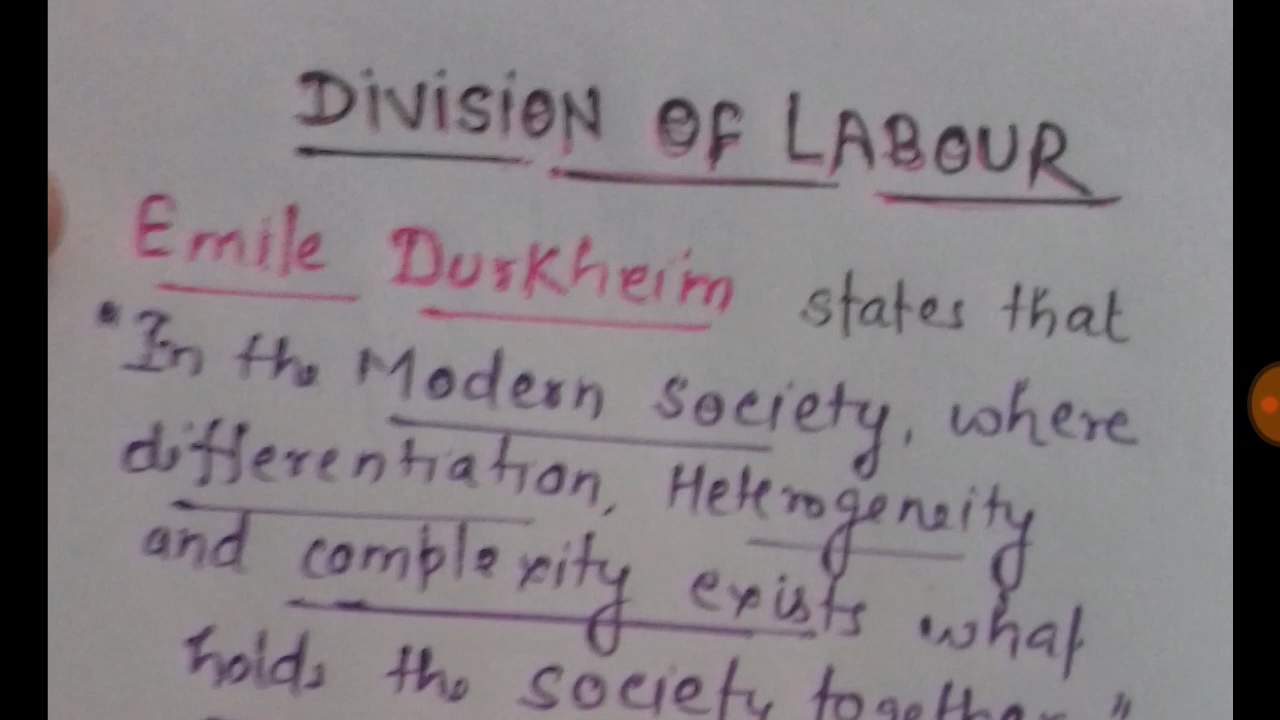 DIVISION OF LABOUR
Emile Durkheim states that
"In the Modern society, where
differentiation, Heterogeneity
and complexity exists what
holds the society together"